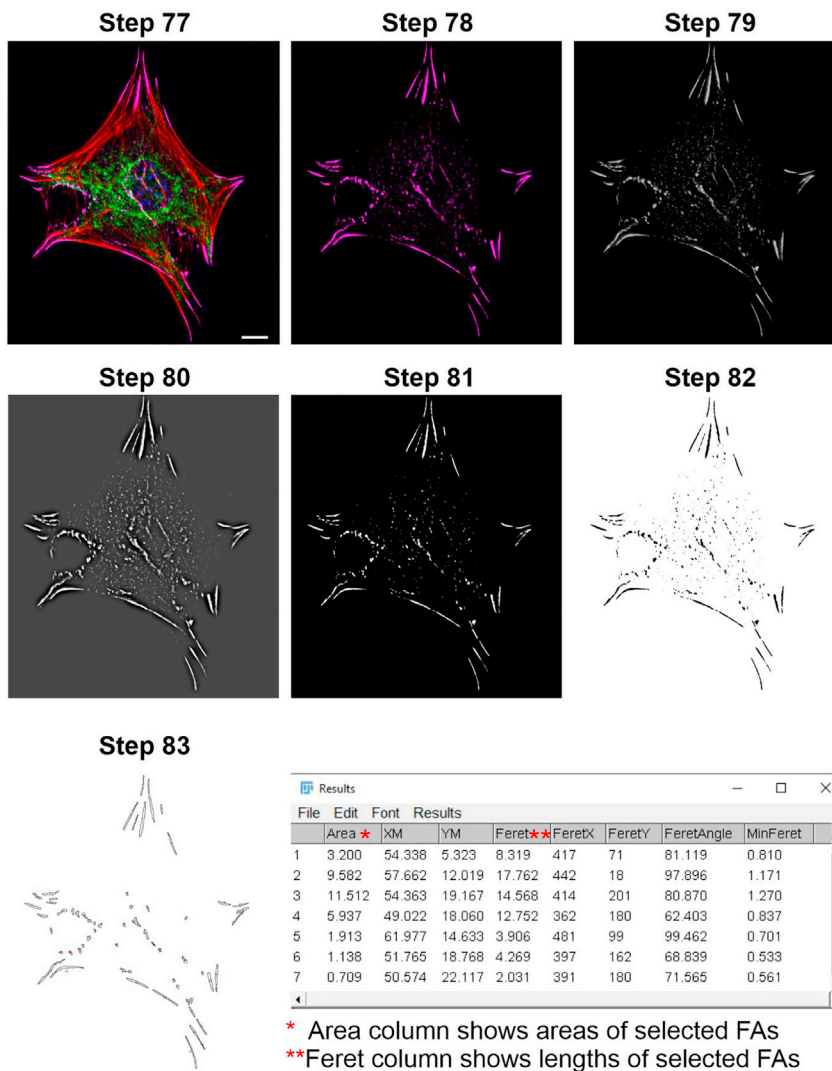 Step 77 Step 78 Step 79
Step 80 Step 81 Step 82
Step 83
Results
File Edit Font Results
Area * XM YM Feret** FeretX FeretY FeretAngle MinFeret
1 3.200 54.338 5.323 8.319 417 71 81.119 0.810
2 9.582 57.662 12.019 17.762 442 18 97.896 1.171
3 11.512 54.363 19.167 14.568 414 201 80.870 1.270
4 5.937 49.022 18.060 12.752 362 180 62.403 0.837
5 1.913 61.977 14.633 3.906 481 99 99.462 0.701
6 1.138 51.765 18.768 4.269 397 162 68.839 0.533
7 0.709 50.574 22.117 2.031 391 180 71.565 0.561
* Area column shows areas of selected FAs
**Feret column shows lengths of selected FAs